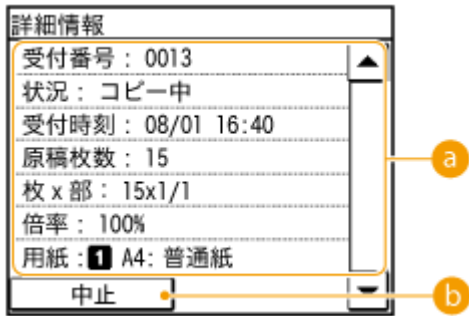 詳細情報
受付番号 : 0013
状況 : コピー中
受付時刻 : 08/01 16:40
原稿枚数 : 15
枚 x 部 : 15x1/1
倍率 : 100%
用紙 : 1 A4: 普通紙
中止
a
b